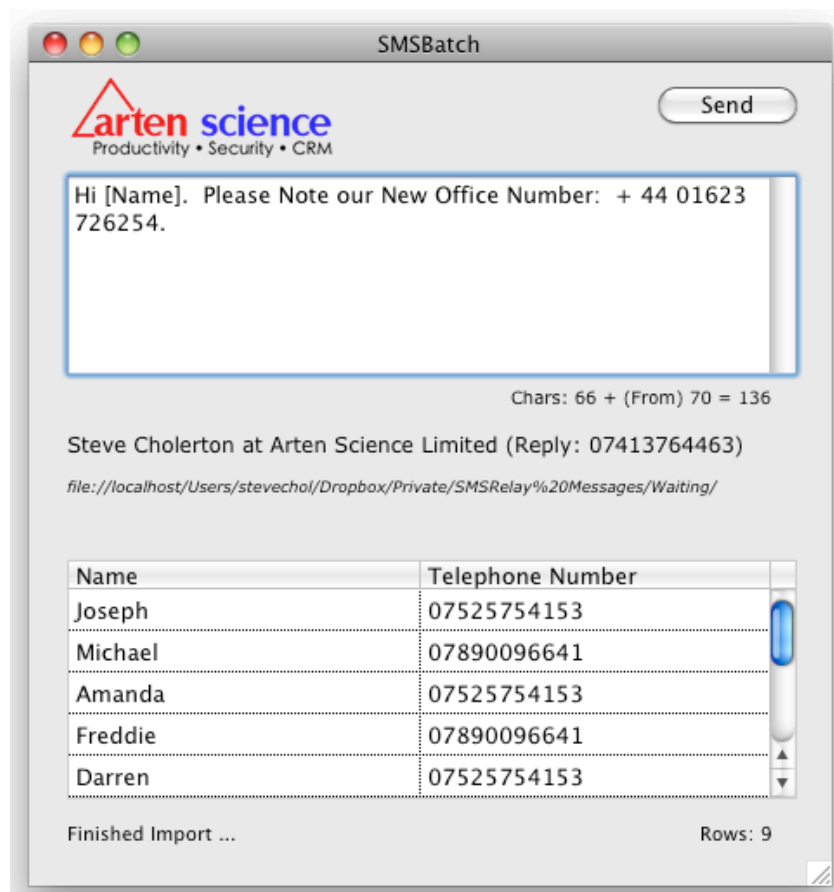 SMSBatch
arten science
Productivity • Security • CRM
Send
Hi [Name].  Please Note our New Office Number:  + 44 01623
726254.
Chars: 66 + (From) 70 = 136
Steve Cholerton at Arten Science Limited (Reply: 07413764463)
file://localhost/Users/stevechol/Dropbox/Private/SMSRelay%20Messages/Waiting/
Name Telephone Number
Joseph 07525754153
Michael 07890096641
Amanda 07525754153
Freddie 07890096641
Darren 07525754153
Finished Import ... Rows: 9